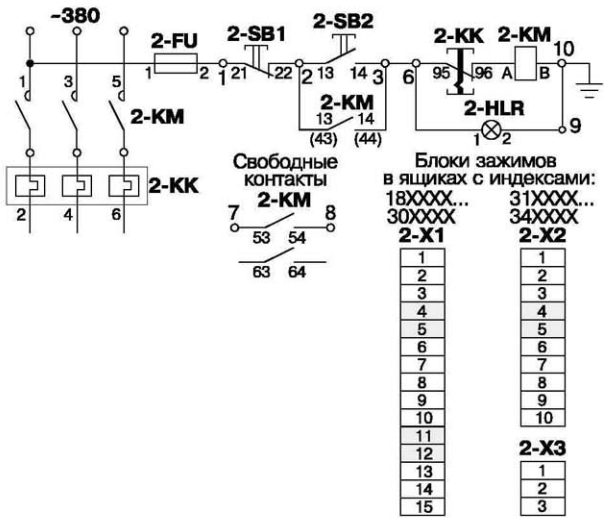 ~380
2-FU
2-SB1
2-SB2
2-KK
2-KM
10
1 2 1 21 22 2 13 14 3 6 95 96 A B
1 3 5
2-KM
2-KM
13 14
(43) (44)
2-HLR
1 2
9
2-KK
2 4 6
Свободные
контакты
2-KM
7 8
53 54
63 64
Блоки зажимов
в ящиках с индексами:
18XXXX... 31XXXX...
30XXXX 34XXXX
2-X1 2-X2
1 1
2 2
3 3
4 4
5 5
6 6
7 7
8 8
9 9
10 10
11
12 2-X3
13 1
14 2
15 3